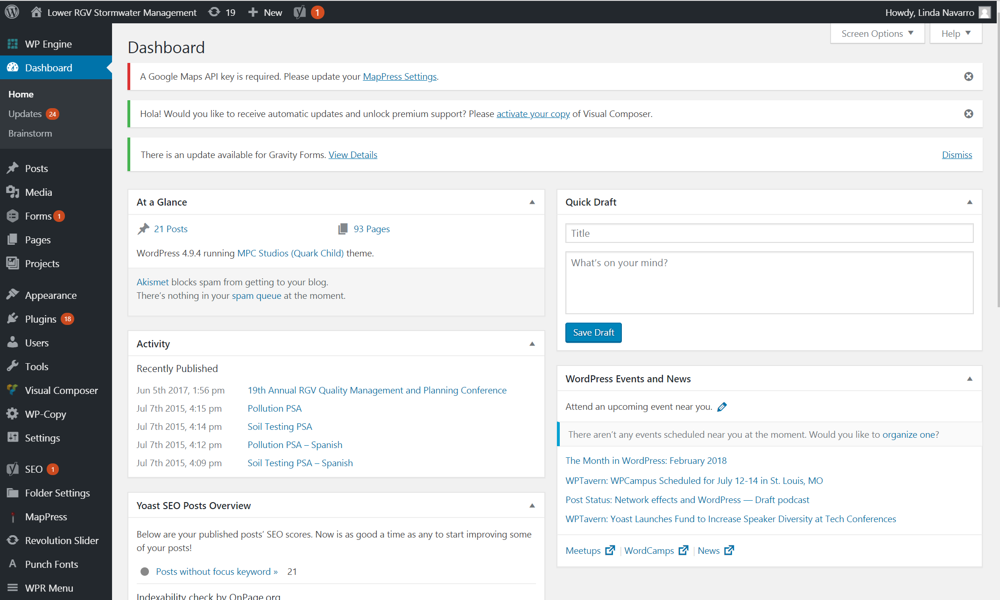 Lower RGV Stormwater Management 19 New 1 Howdy, Linda Navarro
Screen Options Help
WP Engine
Dashboard
Home
Updates 24
Brainstorm
Posts
Media
Forms 1
Pages
Projects
Appearance
Plugins 18
Users
Tools
Visual Composer
WP-Copy
Settings
SEO 1
Folder Settings
MapPress
Revolution Slider
Punch Fonts
WPR Menu
Dashboard
A Google Maps API key is required. Please update your MapPress Settings.
Hola! Would you like to receive automatic updates and unlock premium support? Please activate your copy of Visual Composer.
There is an update available for Gravity Forms. View Details Dismiss
At a Glance
21 Posts 93 Pages
WordPress 4.9.4 running MPC Studios (Quark Child) theme.
Akismet blocks spam from getting to your blog.
There’s nothing in your spam queue at the moment.
Activity
Recently Published
Jun 5th 2017, 1:56 pm 19th Annual RGV Quality Management and Planning Conference
Jul 7th 2015, 4:15 pm Pollution PSA
Jul 7th 2015, 4:14 pm Soil Testing PSA
Jul 7th 2015, 4:12 pm Pollution PSA – Spanish
Jul 7th 2015, 4:09 pm Soil Testing PSA – Spanish
Yoast SEO Posts Overview
Below are your published posts’ SEO scores. Now is as good a time as any to start improving some
of your posts!
Posts without focus keyword » 21
Indexability check by OnPage.org
Quick Draft
Title
What’s on your mind?
Save Draft
WordPress Events and News
Attend an upcoming event near you.
There aren’t any events scheduled near you at the moment. Would you like to organize one?
The Month in WordPress: February 2018
WPTavern: WPCampus Scheduled for July 12-14 in St. Louis, MO
Post Status: Network effects and WordPress — Draft podcast
WPTavern: Yoast Launches Fund to Increase Speaker Diversity at Tech Conferences
Meetups | WordCamps | News